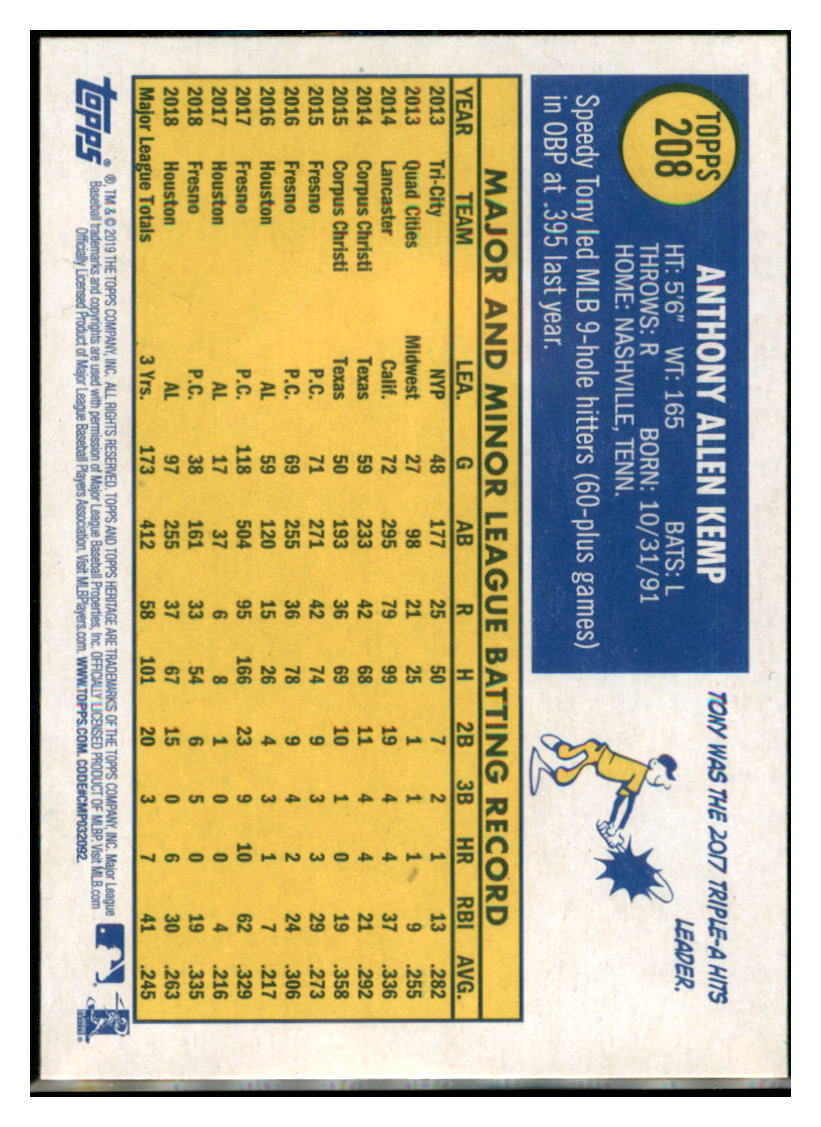 TOPPS
208
ANTHONY ALLEN KEMP
HT: 5'6" WT: 165 BATS: L
THROWS: R BORN: 10/31/91
HOME: NASHVILLE, TENN.
Speedy Tony led MLB 9-hole hitters (60-plus games)
in OBP at .395 last year.
TONY WAS THE 2017 TRIPLE-A HITS
LEADER.
MAJOR AND MINOR LEAGUE BATTING RECORD
YEAR TEAM LEA. G AB R H 2B 3B HR RBI AVG.
2013 Tri-City NYP 48 177 25 50 7 2 1 13 .282
2013 Quad Cities Midwest 27 98 21 25 1 1 1 9 .255
2014 Lancaster Calif. 72 295 79 99 19 4 4 37 .336
2014 Corpus Christi Texas 59 233 42 68 11 4 4 21 .292
2015 Corpus Christi Texas 50 193 36 69 10 1 0 19 .358
2015 Fresno P.C. 71 271 42 74 9 3 3 29 .273
2016 Fresno P.C. 69 255 36 78 9 4 2 24 .306
2016 Houston AL 59 120 15 26 4 3 1 7 .217
2017 Fresno P.C. 118 504 95 166 23 9 10 62 .329
2017 Houston AL 17 37 6 8 1 0 0 4 .216
2018 Fresno P.C. 38 161 33 54 6 5 0 19 .335
2018 Houston AL 97 255 37 67 15 0 6 30 .263
Major League Totals 3 Yrs. 173 412 58 101 20 3 7 41 .245
topps ®
®, TM & © 2019 THE TOPPS COMPANY, INC. ALL RIGHTS RESERVED. TOPPS AND TOPPS HERITAGE ARE TRADEMARKS OF THE TOPPS COMPANY, INC. Major League
Baseball trademarks and copyrights are used with permission of Major League Baseball Properties, Inc. OFFICIALLY LICENSED PRODUCT OF MLBP. Visit MLB.com
Officially Licensed Product of Major League Baseball Players Association. Visit MLBPlayers.com. WWW.TOPPS.COM. CODE#CMP032092.